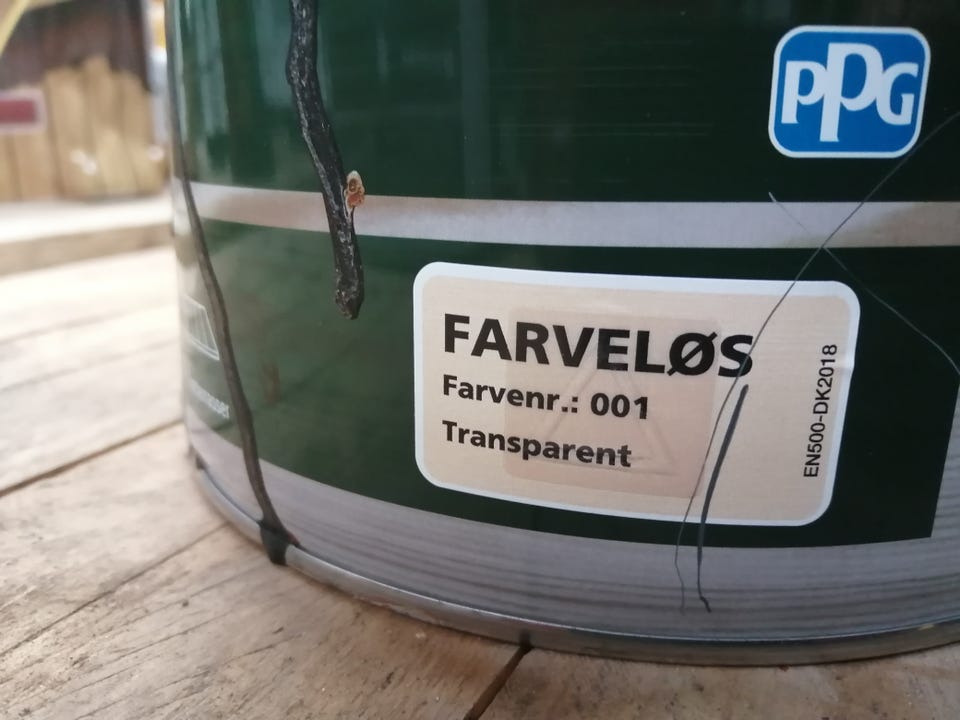 PPG
FARVELØS
Farvenr.: 001
Transparent
EN500-DK2018